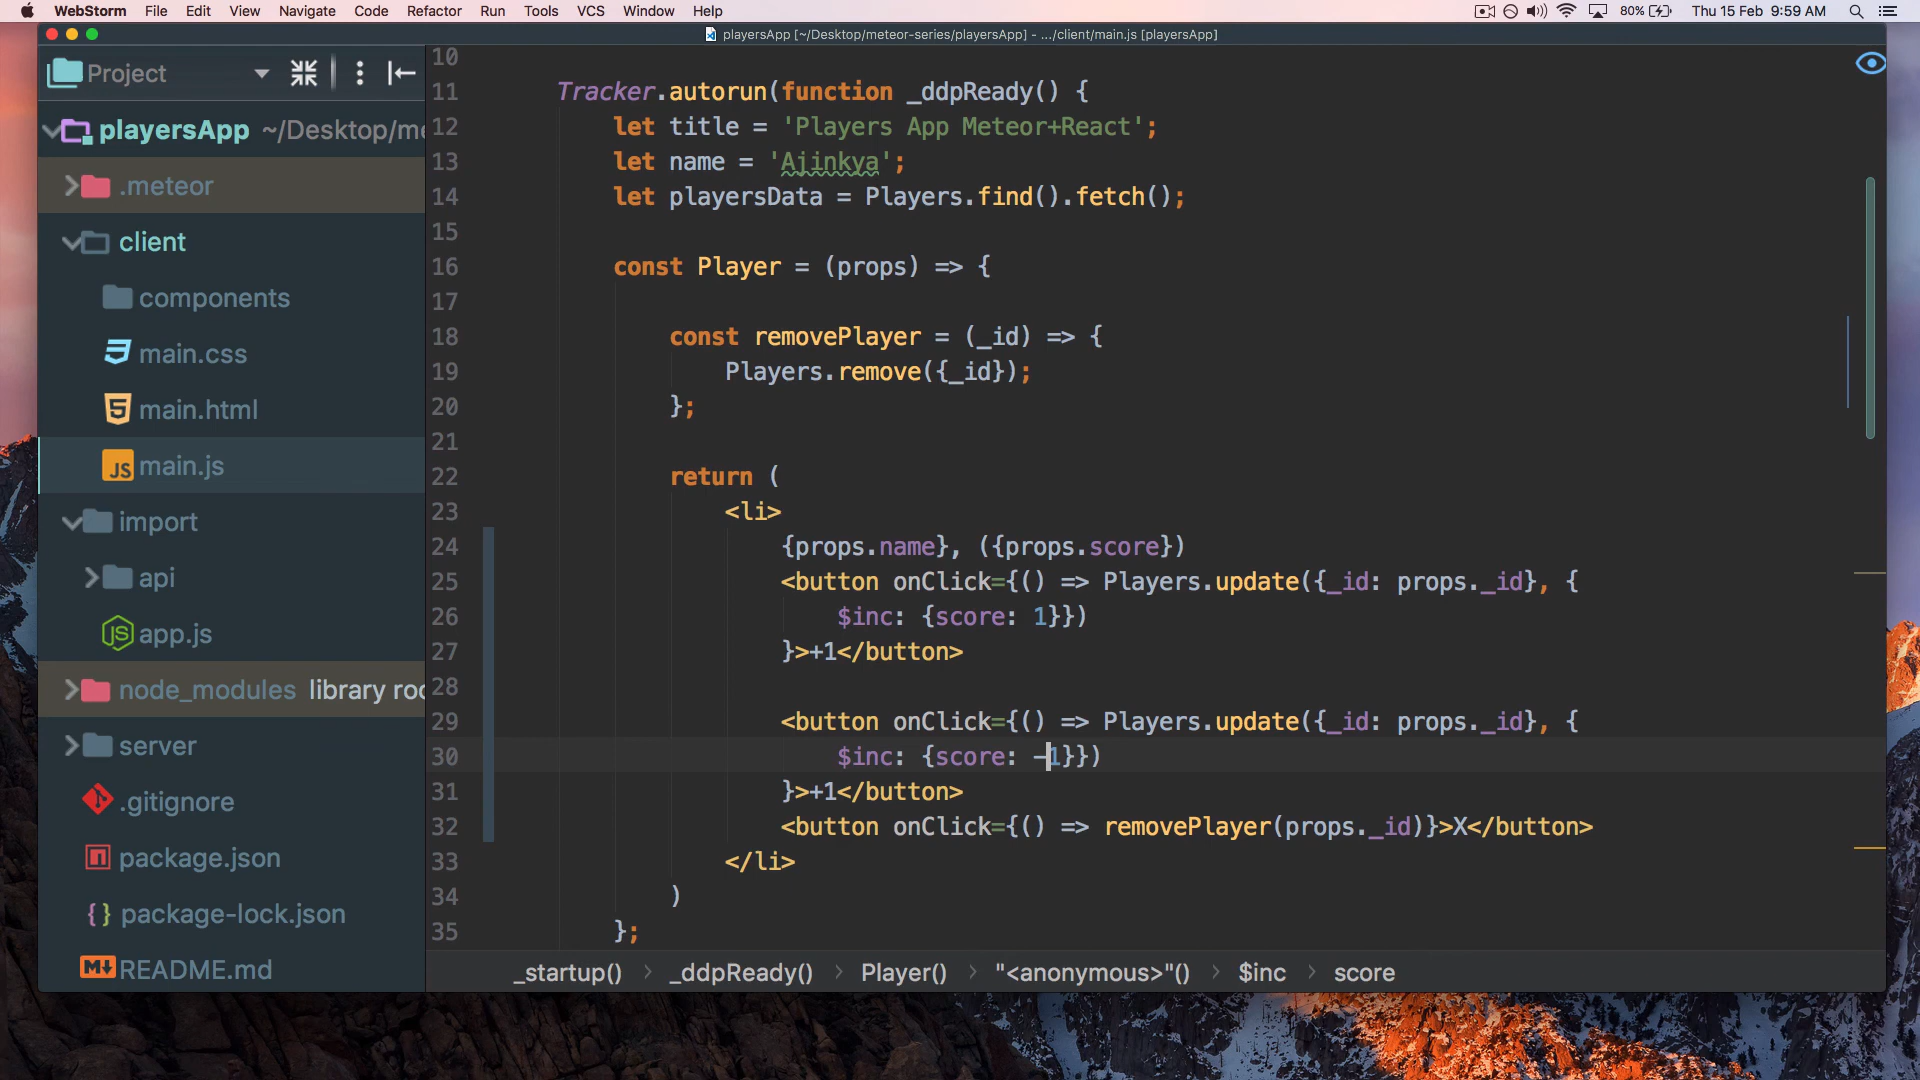 WebStorm File Edit View Navigate Code Refactor Run Tools VCS Window Help 80% Thu 15 Feb 9:59 AM
playersApp [~/Desktop/meteor-series/playersApp] - .../client/main.js [playersApp]
Project
playersApp ~/Desktop/me
.meteor
client
components
main.css
main.html
JS main.js
import
api
JS app.js
node_modules library roo
server
.gitignore
package.json
package-lock.json
README.md
10
11 Tracker.autorun(function _ddpReady() {
12 let title = 'Players App Meteor+React';
13 let name = 'Ajinkya';
14 let playersData = Players.find().fetch();
15
16 const Player = (props) => {
17
18 const removePlayer = (_id) => {
19 Players.remove({_id});
20 };
21
22 return (
23 <li>
24 {props.name}, ({props.score})
25 <button onClick={() => Players.update({_id: props._id}, {
26 $inc: {score: 1}})
27 }>+1</button>
28
29 <button onClick={() => Players.update({_id: props._id}, {
30 $inc: {score: -1}})
31 }>+1</button>
32 <button onClick={() => removePlayer(props._id)}>X</button>
33 </li>
34 )
35 };
_startup() > _ddpReady() > Player() > "<anonymous>"() > $inc > score